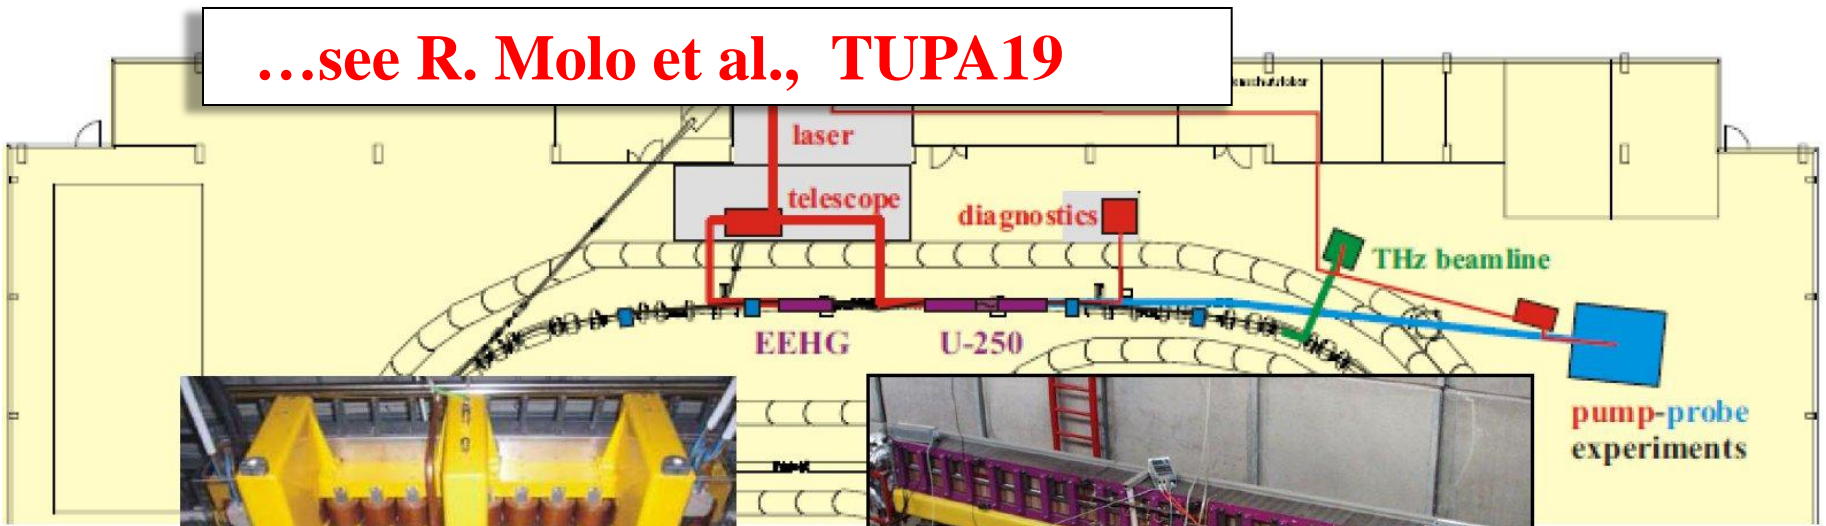 …see R. Molo et al., TUPA19
laser
telescope
diagnostics
THz beamline
EEHG
U-250
pump-probe
experiments